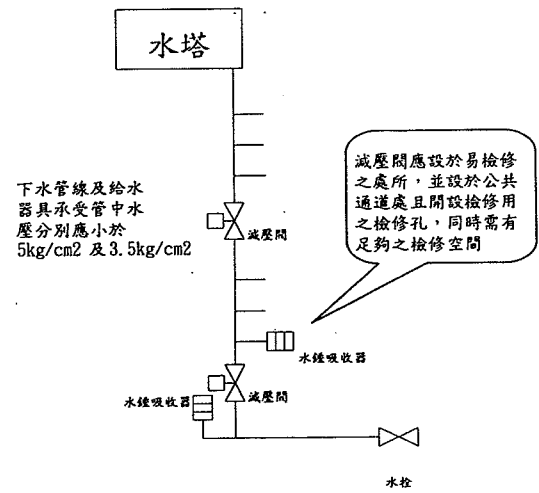 水塔
減壓閥應設於易檢修
之處所，並設於公共
通道處且開設檢修用
之檢修孔，同時需有
足夠之檢修空間
下水管線及給水
器具承受管中水
壓分別應小於
5kg/cm2 及 3.5kg/cm2
減壓閥
水錘吸收器
減壓閥
水錘吸收器
水栓